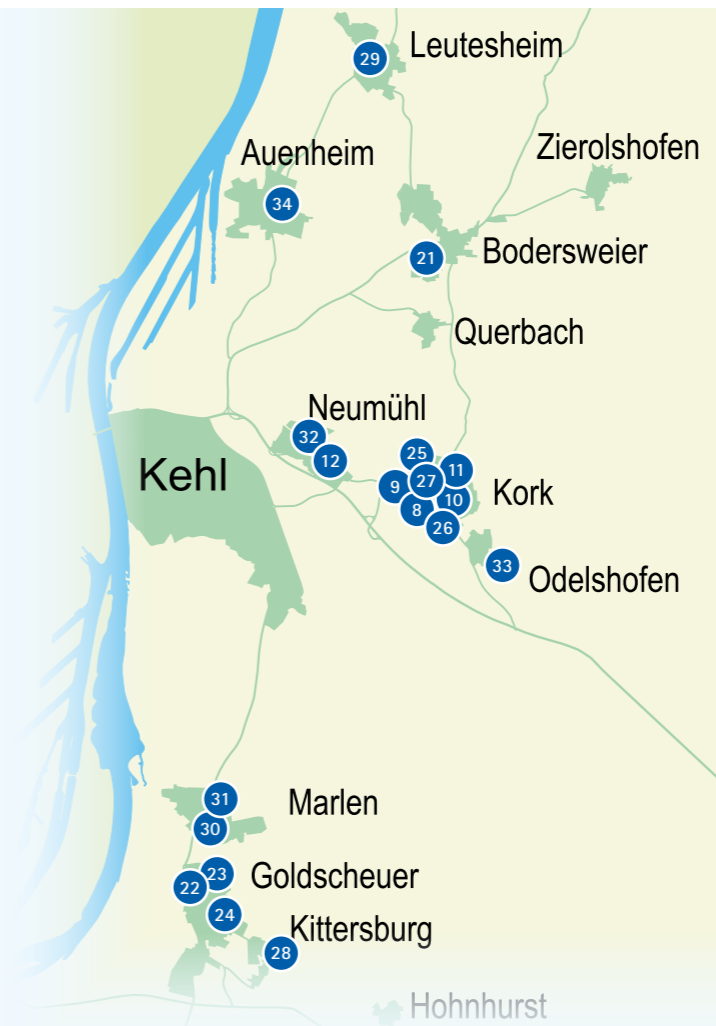 Leutesheim
29
Auenheim
Zierolshofen
34
Bodersweier
21
Querbach
Neumühl
32
12
Kehl
25
11
27
9
10
8
26
Kork
33
Odelshofen
31
Marlen
30
23
Goldscheuer
22
24
Kittersburg
28
Hohnhurst